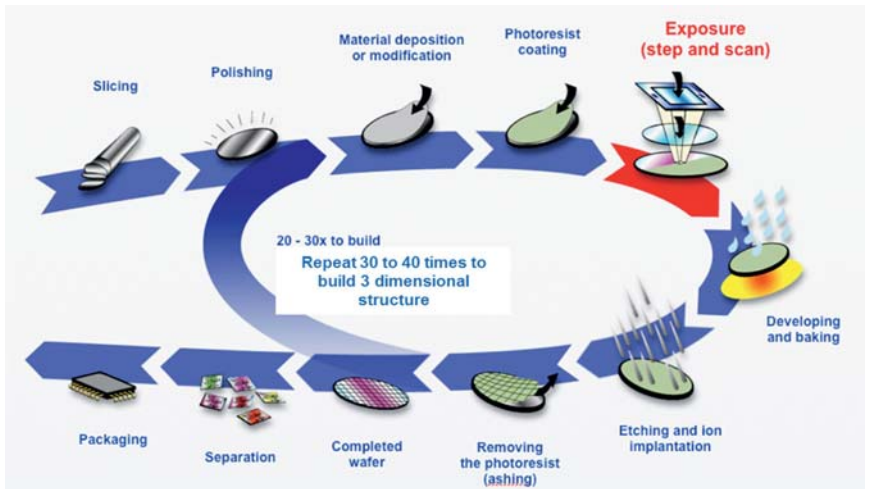 Slicing
Polishing
Material deposition
or modification
Photoresist
coating
Exposure
(step and scan)
Developing
and baking
Etching and ion
implantation
Removing
the photoresist
(ashing)
Completed
wafer
Separation
Packaging
20 - 30x to build
Repeat 30 to 40 times to
build 3 dimensional
structure